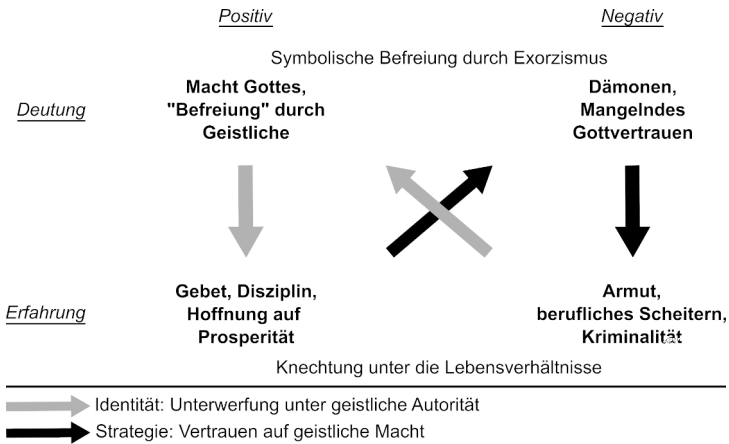 Positiv
Negativ
Symbolische Befreiung durch Exorzismus
Deutung
Macht Gottes,
"Befreiung" durch
Geistliche
Dämonen,
Mangelndes
Gottvertrauen
Erfahrung
Gebet, Disziplin,
Hoffnung auf
Prosperität
Armut,
berufliches Scheitern,
Kriminalität
Knechtung unter die Lebensverhältnisse
Identität: Unterwerfung unter geistliche Autorität
Strategie: Vertrauen auf geistliche Macht